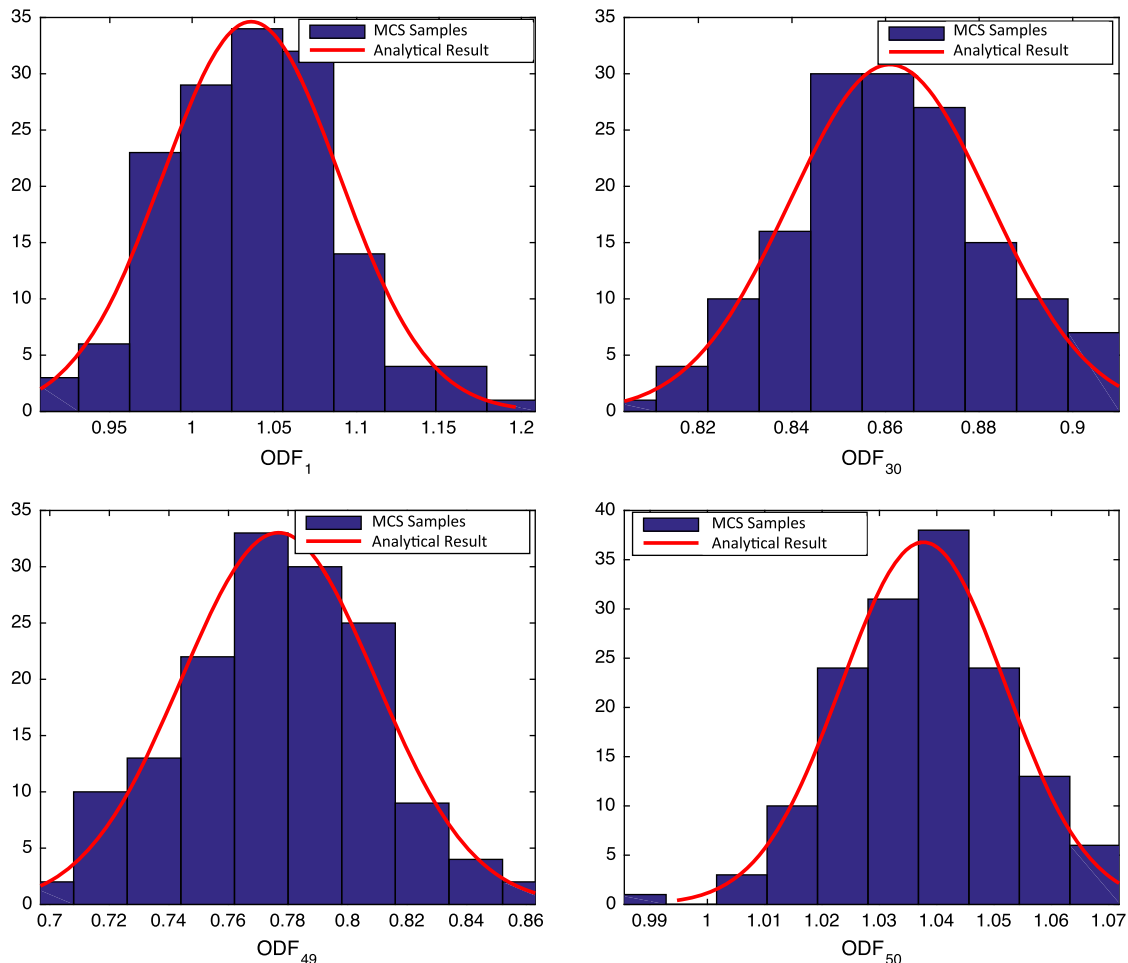 35
30
25
20
15
10
5
0
MCS Samples
Analytical Result
0.95 1 1.05 1.1 1.15 1.2
ODF1
35
30
25
20
15
10
5
0
MCS Samples
Analytical Result
0.82 0.84 0.86 0.88 0.9
ODF30
35
30
25
20
15
10
5
0
MCS Samples
Analytical Result
0.7 0.72 0.74 0.76 0.78 0.8 0.82 0.84 0.86
ODF49
40
35
30
25
20
15
10
5
0
MCS Samples
Analytical Result
0.99 1 1.01 1.02 1.03 1.04 1.05 1.06 1.07
ODF50